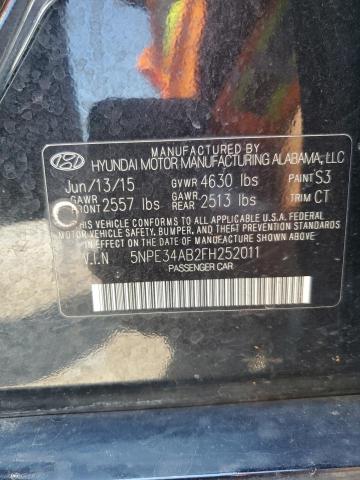 MANUFACTURED BY
HYUNDAI MOTOR MANUFACTURING ALABAMA, LLC
Jun/13/15 GVWR 4630 lbs PAINT S3
GAWR FRONT 2557 lbs GAWR REAR 2513 lbs TRIM CT
THIS VEHICLE CONFORMS TO ALL APPLICABLE U.S.A. FEDERAL
MOTOR VEHICLE SAFETY, BUMPER, AND THEFT PREVENTION
STANDARDS IN EFFECT ON THE DATE OF MANUFACTURE SHOWN ABOVE.
V.I.N 5NPE34AB2FH252011
PASSENGER CAR